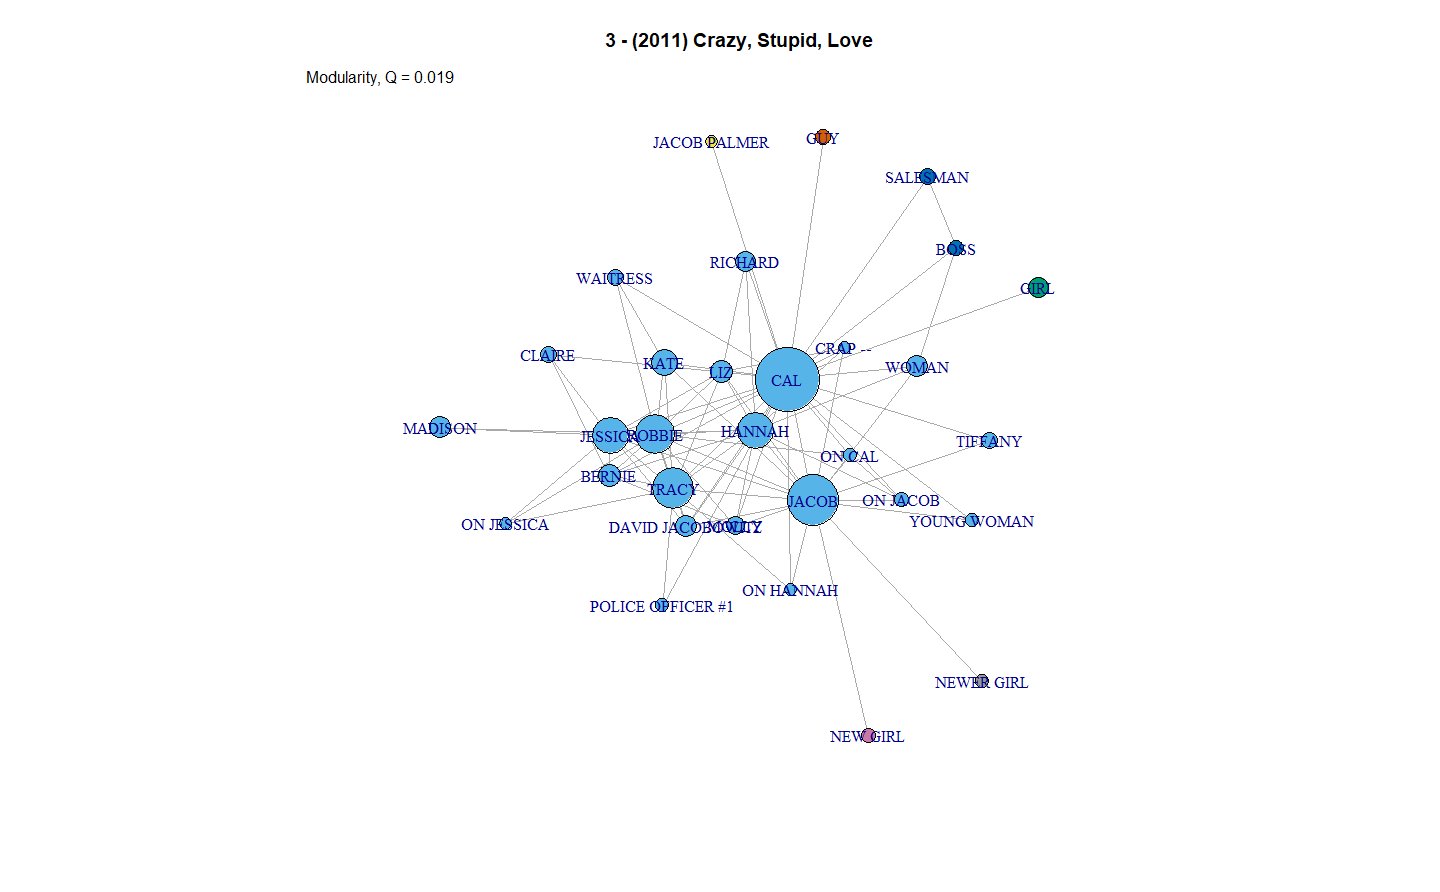 3 - (2011) Crazy, Stupid, Love
Modularity, Q = 0.019
JACOB PALMER
GUY
SALESMAN
BOSS
RICHARD
WAITRESS
GIRL
CRAP --
CLAIRE
KATE
LIZ
WOMAN
CAL
MADISON
JESSICA
ROBBIE
HANNAH
TIFFANY
ON CAL
BERNIE
TRACY
JACOB
ON JACOB
ON JESSICA
DAVID JACOBOWITZ
MOLLY
YOUNG WOMAN
ON HANNAH
POLICE OFFICER #1
NEWER GIRL
NEW GIRL